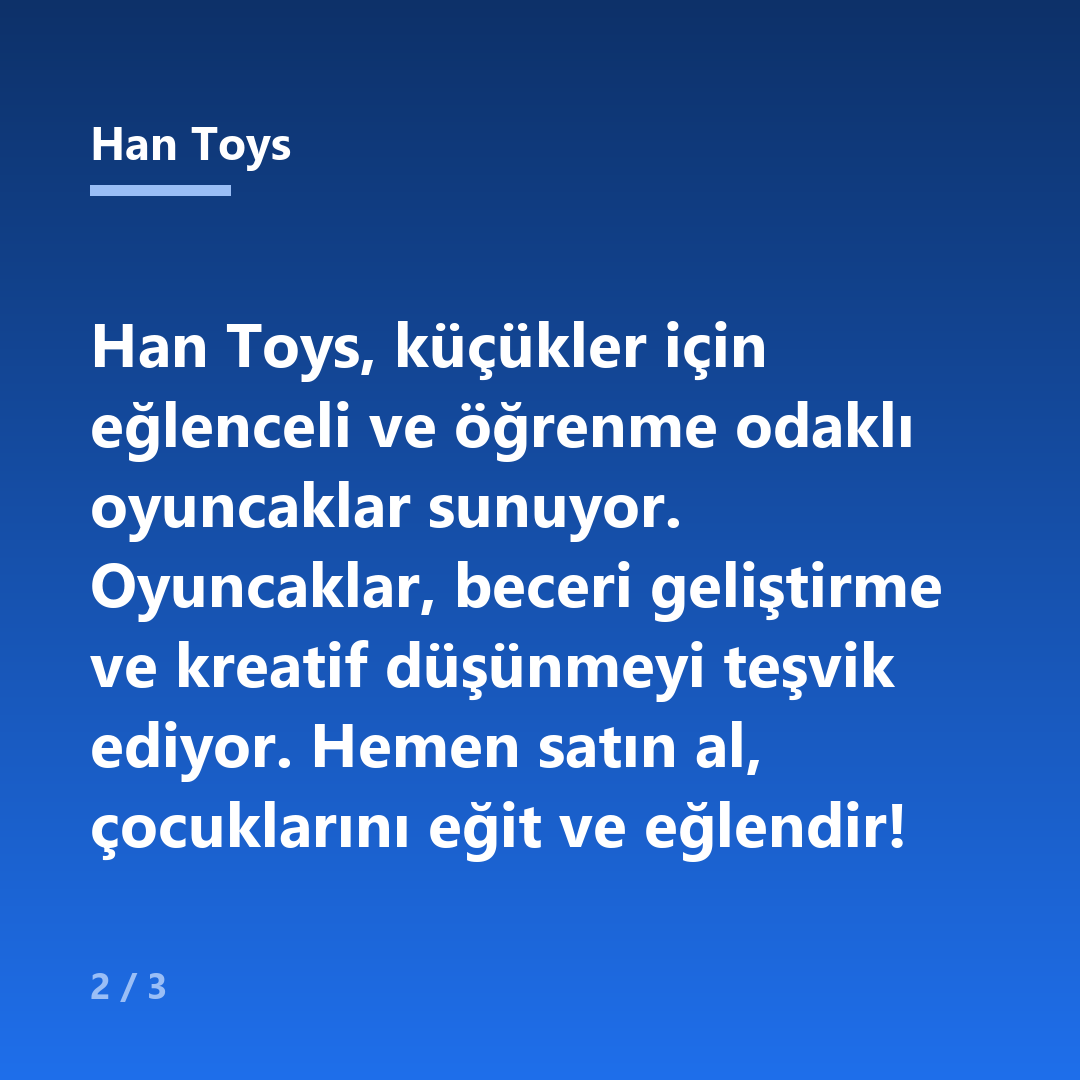 Han Toys
Han Toys, küçükler için
eğlenceli ve öğrenme odaklı
oyuncaklar sunuyor.
Oyuncaklar, beceri geliştirme
ve kreatif düşünmeyi teşvik
ediyor. Hemen satın al,
çocuklarını eğit ve eğlendir!
2 / 3